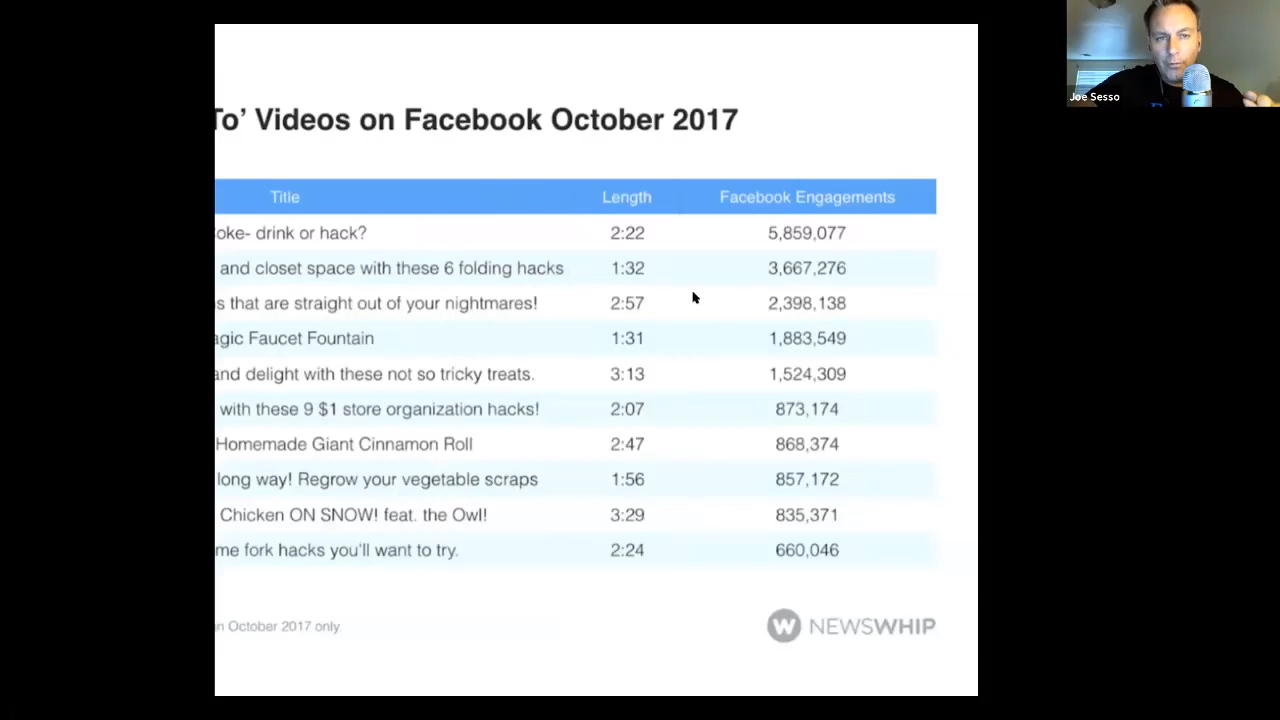 To' Videos on Facebook October 2017
Joe Sesso
Title Length Facebook Engagements
Coke- drink or hack? 2:22 5,859,077
and closet space with these 6 folding hacks 1:32 3,667,276
s that are straight out of your nightmares! 2:57 2,398,138
agic Faucet Fountain 1:31 1,883,549
and delight with these not so tricky treats. 3:13 1,524,309
with these 9 $1 store organization hacks! 2:07 873,174
Homemade Giant Cinnamon Roll 2:47 868,374
long way! Regrow your vegetable scraps 1:56 857,172
Chicken ON SNOW! feat. the Owl! 3:29 835,371
me fork hacks you'll want to try. 2:24 660,046
n October 2017 only.
W NEWSWHIP